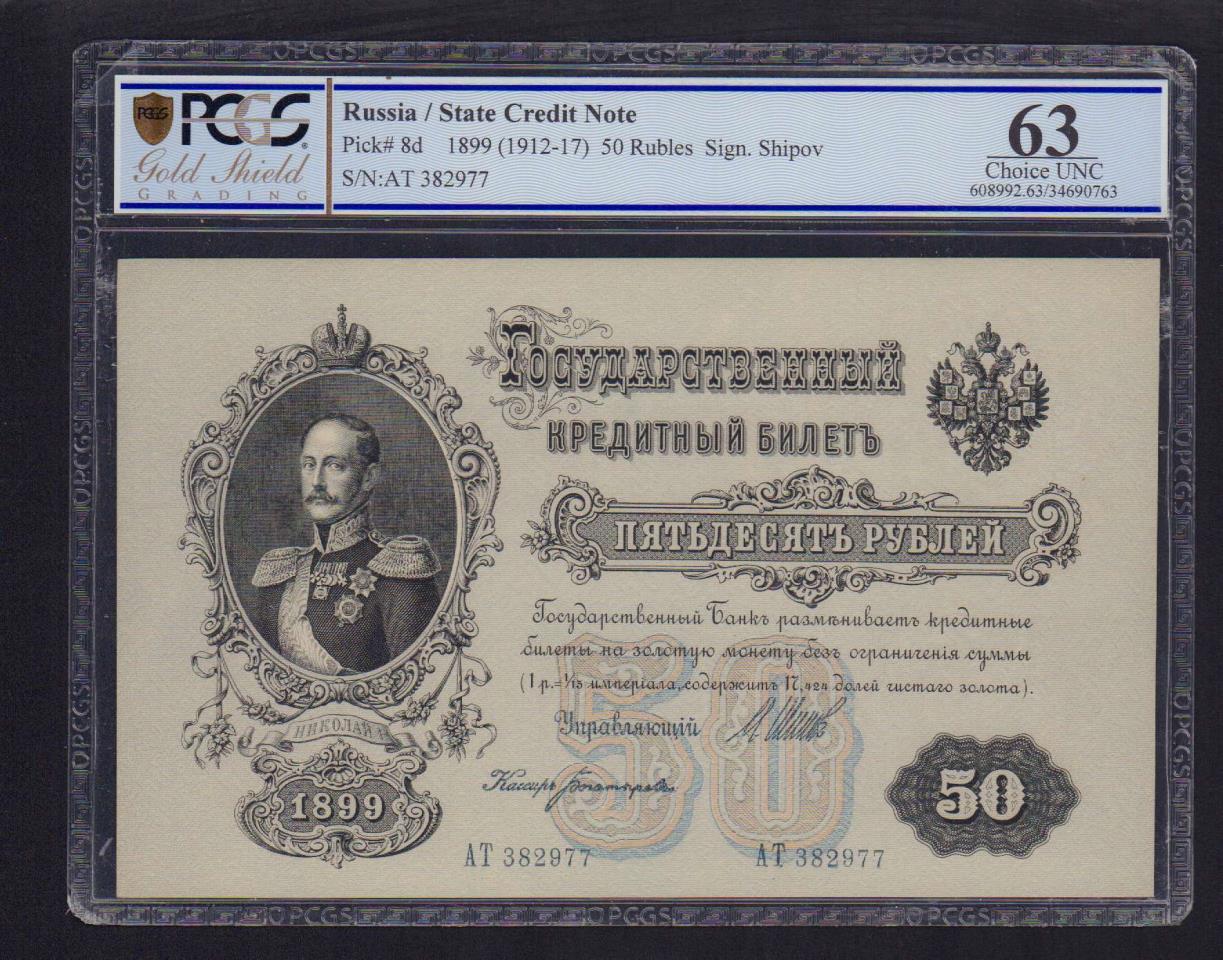 PCGS
Gold Shield
GRADING
Russia / State Credit Note
Pick# 8d 1899 (1912-17) 50 Rubles Sign. Shipov
S/N:AT 382977
63
Choice UNC
608992.63/34690763
Государственный
кредитный билетъ
ПЯТЬДЕСЯТЪ РУБЛЕЙ
Государственный Банкъ размѣниваетъ кредитные
билеты на золотую монету безъ ограниченія суммы
(1 р.=1/15 имперіала, содержитъ 17,424 долей чистаго золота).
Управляющій
Кассиръ
50
НИКОЛАЙ I
1899
50
АТ 382977
АТ 382977